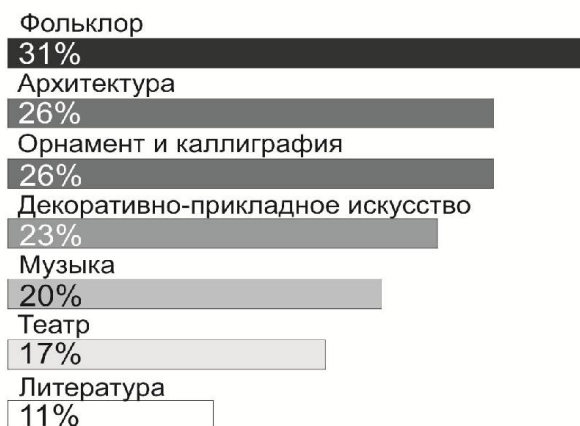 Фольклор
31%
Архитектура
26%
Орнамент и каллиграфия
26%
Декоративно-прикладное искусство
23%
Музыка
20%
Театр
17%
Литература
11%